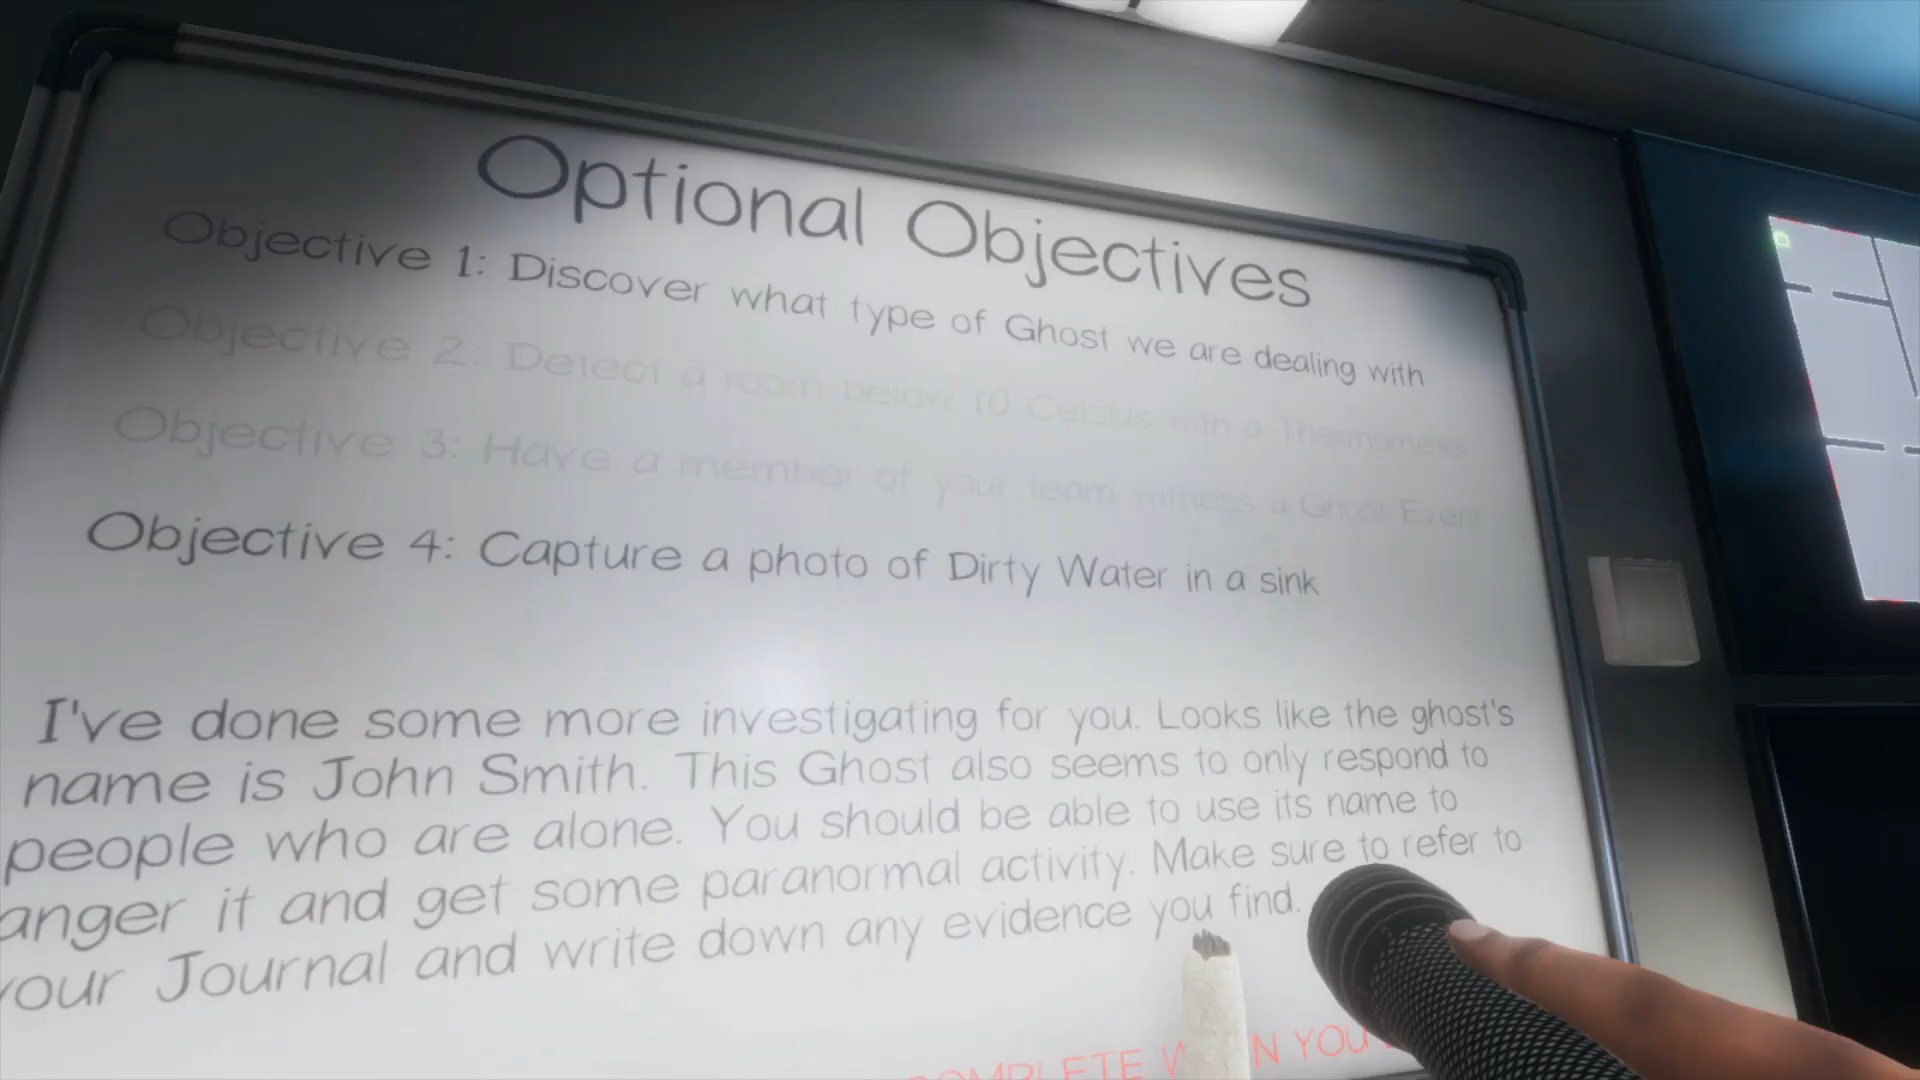 Optional Objectives
Objective 1: Discover what type of Ghost we are dealing with
Objective 2: Detect a room below 10 Celsius with a Thermometer
Objective 3: Have a member of your team witness a Ghost Event
Objective 4: Capture a photo of Dirty Water in a sink
I've done some more investigating for you. Looks like the ghost's
name is John Smith. This Ghost also seems to only respond to
people who are alone. You should be able to use its name to
anger it and get some paranormal activity. Make sure to refer to
your Journal and write down any evidence you find.
YOU